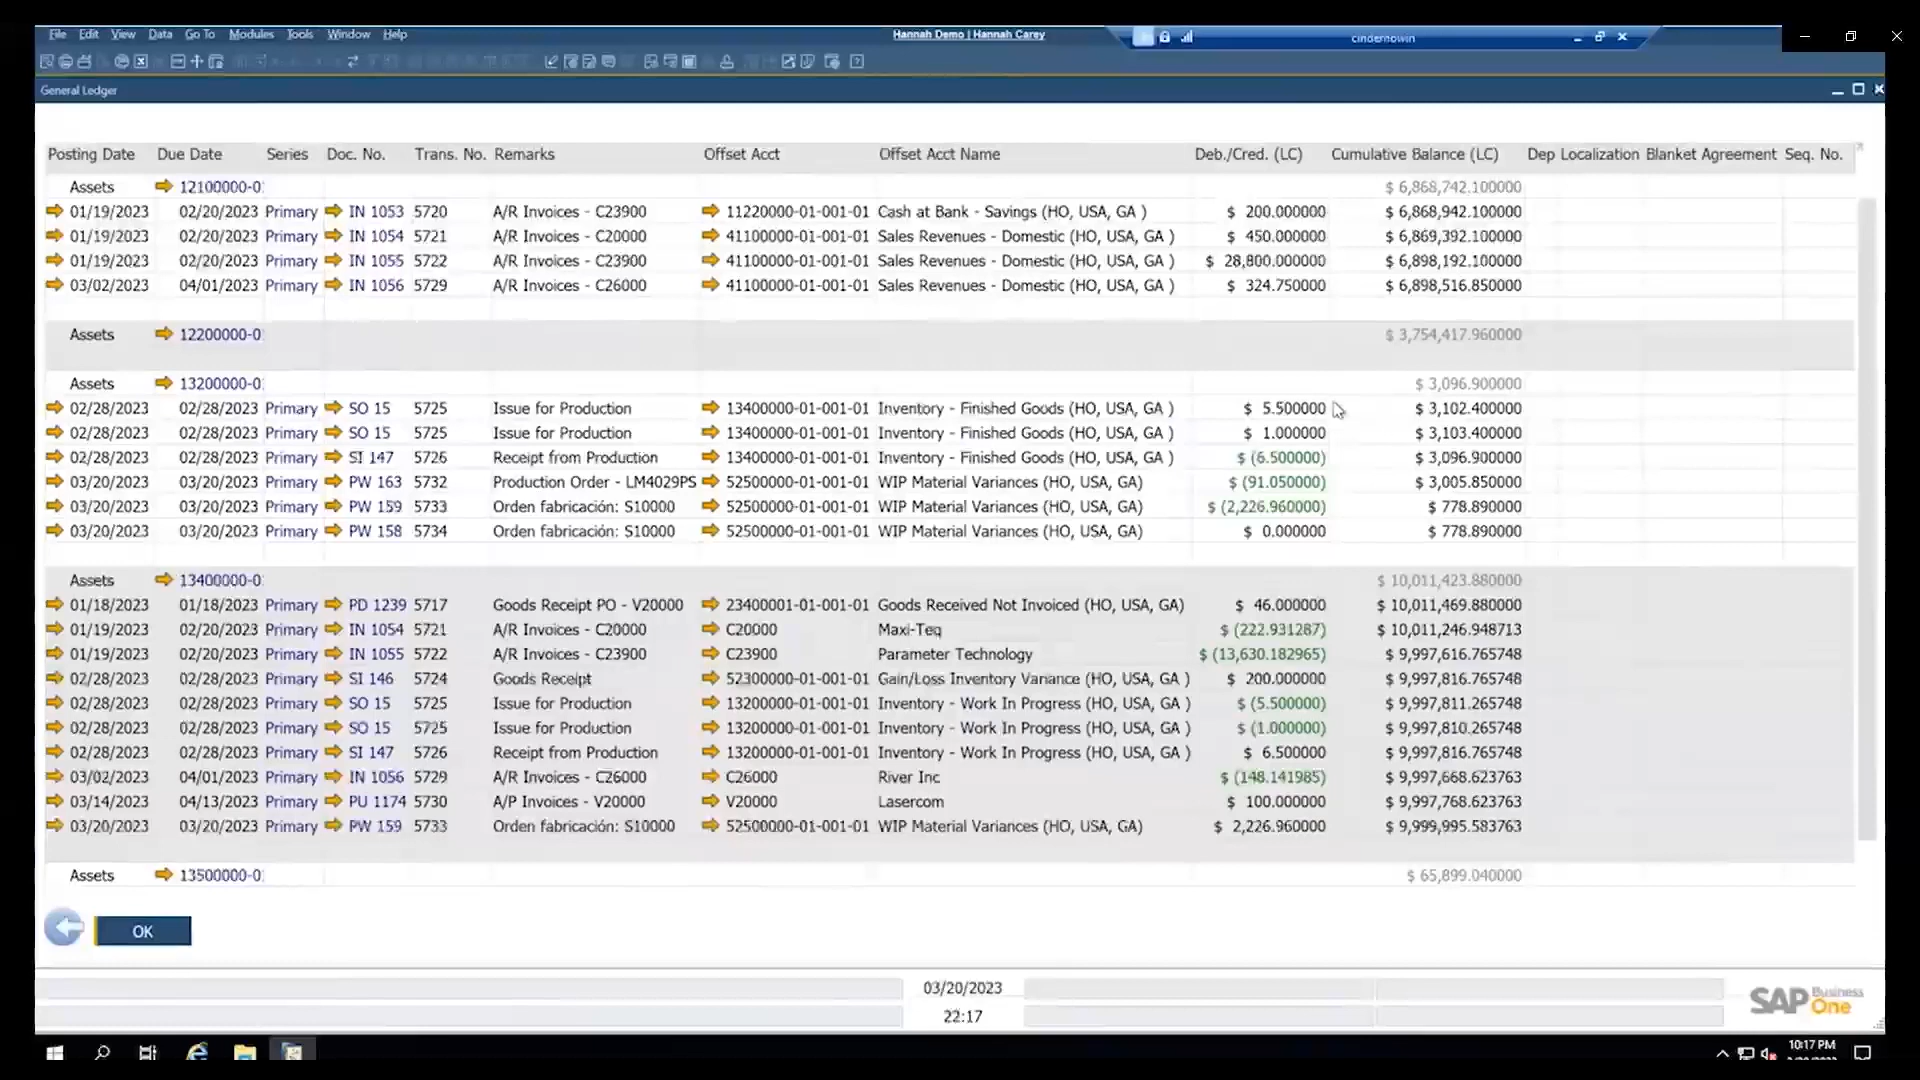 File Edit View Data Go To Modules Tools Window Help Hannah Demo | Hannah Carey
General Ledger
Posting Date Due Date Series Doc. No. Trans. No. Remarks Offset Acct Offset Acct Name Deb./Cred. (LC) Cumulative Balance (LC) Dep Localization Blanket Agreement Seq. No.
Assets 12100000-0 $ 6,868,742.100000
01/19/2023 02/20/2023 Primary IN 1053 5720 A/R Invoices - C23900 11220000-01-001-01 Cash at Bank - Savings (HO, USA, GA ) $ 200.000000 $ 6,868,942.100000
01/19/2023 02/20/2023 Primary IN 1054 5721 A/R Invoices - C20000 41100000-01-001-01 Sales Revenues - Domestic (HO, USA, GA ) $ 450.000000 $ 6,869,392.100000
01/19/2023 02/20/2023 Primary IN 1055 5722 A/R Invoices - C23900 41100000-01-001-01 Sales Revenues - Domestic (HO, USA, GA ) $ 28,800.000000 $ 6,898,192.100000
03/02/2023 04/01/2023 Primary IN 1056 5729 A/R Invoices - C26000 41100000-01-001-01 Sales Revenues - Domestic (HO, USA, GA ) $ 324.750000 $ 6,898,516.850000
Assets 12200000-0 $ 3,754,417.960000
Assets 13200000-0 $ 3,096.900000
02/28/2023 02/28/2023 Primary SO 15 5725 Issue for Production 13400000-01-001-01 Inventory - Finished Goods (HO, USA, GA ) $ 5.500000 $ 3,102.400000
02/28/2023 02/28/2023 Primary SO 15 5725 Issue for Production 13400000-01-001-01 Inventory - Finished Goods (HO, USA, GA ) $ 1.000000 $ 3,103.400000
02/28/2023 02/28/2023 Primary SI 147 5726 Receipt from Production 13400000-01-001-01 Inventory - Finished Goods (HO, USA, GA ) $ (6.500000) $ 3,096.900000
03/20/2023 03/20/2023 Primary PW 163 5732 Production Order - LM4029PS 52500000-01-001-01 WIP Material Variances (HO, USA, GA) $ (91.050000) $ 3,005.850000
03/20/2023 03/20/2023 Primary PW 159 5733 Orden fabricación: S10000 52500000-01-001-01 WIP Material Variances (HO, USA, GA) $ (2,226.960000) $ 778.890000
03/20/2023 03/20/2023 Primary PW 158 5734 Orden fabricación: S10000 52500000-01-001-01 WIP Material Variances (HO, USA, GA) $ 0.000000 $ 778.890000
Assets 13400000-0 $ 10,011,423.880000
01/18/2023 01/18/2023 Primary PD 1239 5717 Goods Receipt PO - V20000 23400001-01-001-01 Goods Received Not Invoiced (HO, USA, GA) $ 46.000000 $ 10,011,469.880000
01/19/2023 02/20/2023 Primary IN 1054 5721 A/R Invoices - C20000 C20000 Maxi-Teq $ (222.931287) $ 10,011,246.948713
01/19/2023 02/20/2023 Primary IN 1055 5722 A/R Invoices - C23900 C23900 Parameter Technology $ (13,630.182965) $ 9,997,616.765748
02/28/2023 02/28/2023 Primary SI 146 5724 Goods Receipt 52300000-01-001-01 Gain/Loss Inventory Variance (HO, USA, GA ) $ 200.000000 $ 9,997,816.765748
02/28/2023 02/28/2023 Primary SO 15 5725 Issue for Production 13200000-01-001-01 Inventory - Work In Progress (HO, USA, GA ) $ (5.500000) $ 9,997,811.265748
02/28/2023 02/28/2023 Primary SO 15 5725 Issue for Production 13200000-01-001-01 Inventory - Work In Progress (HO, USA, GA ) $ (1.000000) $ 9,997,810.265748
02/28/2023 02/28/2023 Primary SI 147 5726 Receipt from Production 13200000-01-001-01 Inventory - Work In Progress (HO, USA, GA ) $ 6.500000 $ 9,997,816.765748
03/02/2023 04/01/2023 Primary IN 1056 5729 A/R Invoices - C26000 C26000 River Inc $ (148.141985) $ 9,997,668.623763
03/14/2023 04/13/2023 Primary PU 1174 5730 A/P Invoices - V20000 V20000 Lasercom $ 100.000000 $ 9,997,768.623763
03/20/2023 03/20/2023 Primary PW 159 5733 Orden fabricación: S10000 52500000-01-001-01 WIP Material Variances (HO, USA, GA) $ 2,226.960000 $ 9,999,995.583763
Assets 13500000-0 $ 65,899.040000
OK
03/20/2023
22:17
SAP Business One
10:17 PM